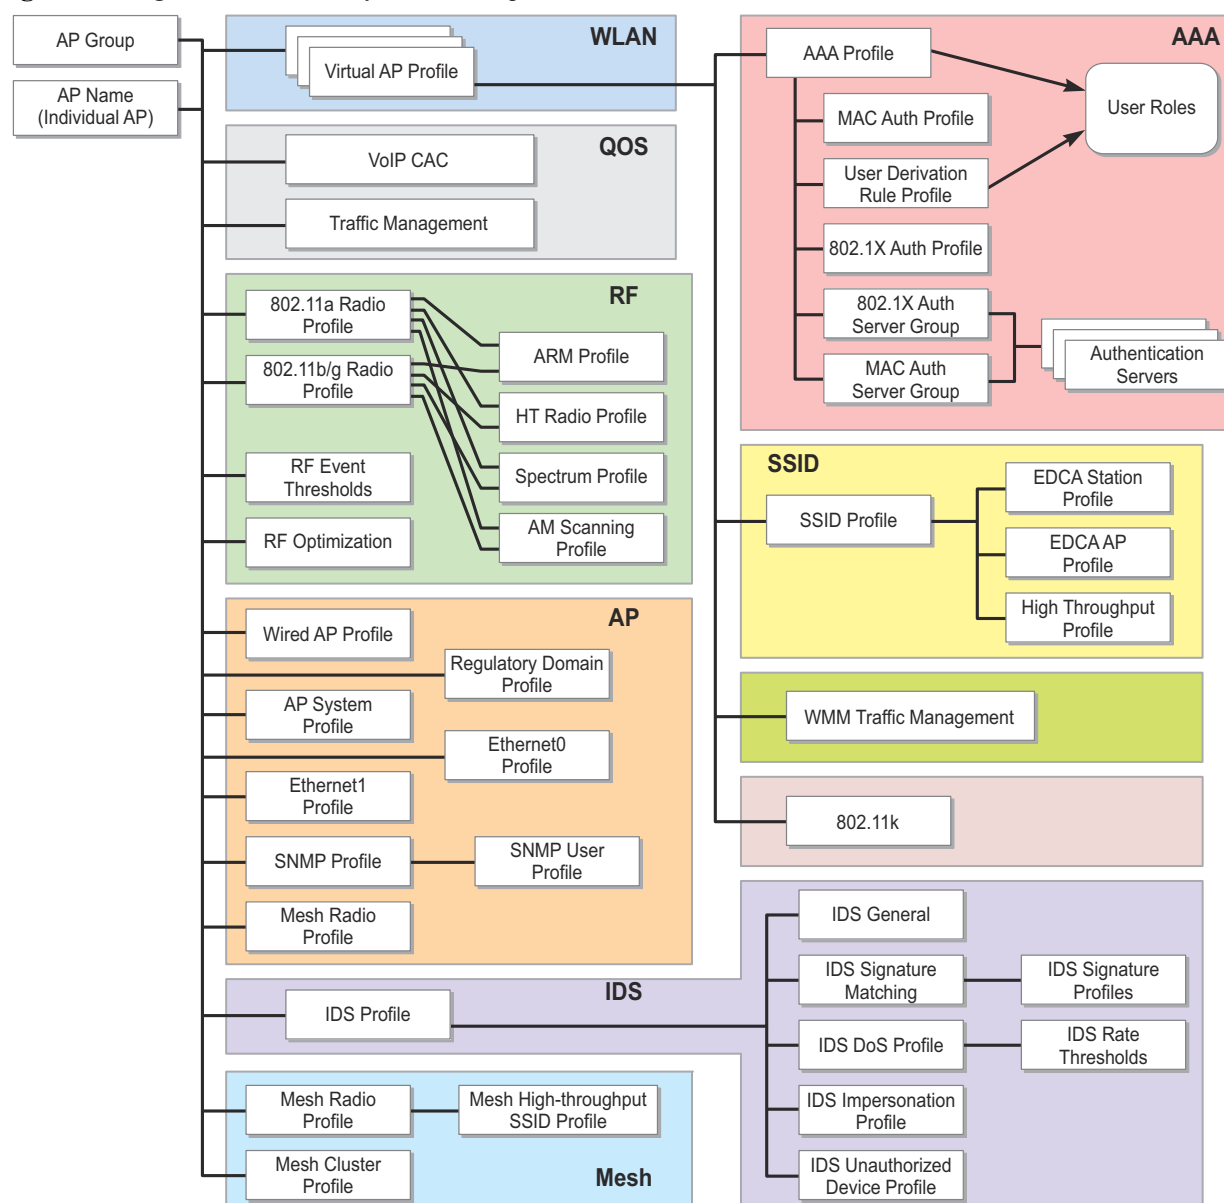 AP Group
AP Name
(Individual AP)
WLAN
Virtual AP Profile
QOS
VoIP CAC
Traffic Management
RF
802.11a Radio
Profile
802.11b/g Radio
Profile
RF Event
Thresholds
RF Optimization
ARM Profile
HT Radio Profile
Spectrum Profile
AM Scanning
Profile
AP
Wired AP Profile
Regulatory Domain
Profile
AP System
Profile
Ethernet0
Profile
Ethernet1
Profile
SNMP Profile
SNMP User
Profile
Mesh Radio
Profile
IDS
IDS Profile
Mesh Radio
Profile
Mesh High-throughput
SSID Profile
Mesh Cluster
Profile
Mesh
AAA
AAA Profile
User Roles
MAC Auth Profile
User Derivation
Rule Profile
802.1X Auth Profile
802.1X Auth
Server Group
MAC Auth
Server Group
Authentication
Servers
SSID
SSID Profile
EDCA Station
Profile
EDCA AP
Profile
High Throughput
Profile
WMM Traffic Management
802.11k
IDS General
IDS Signature
Matching
IDS Signature
Profiles
IDS DoS Profile
IDS Rate
Thresholds
IDS Impersonation
Profile
IDS Unauthorized
Device Profile